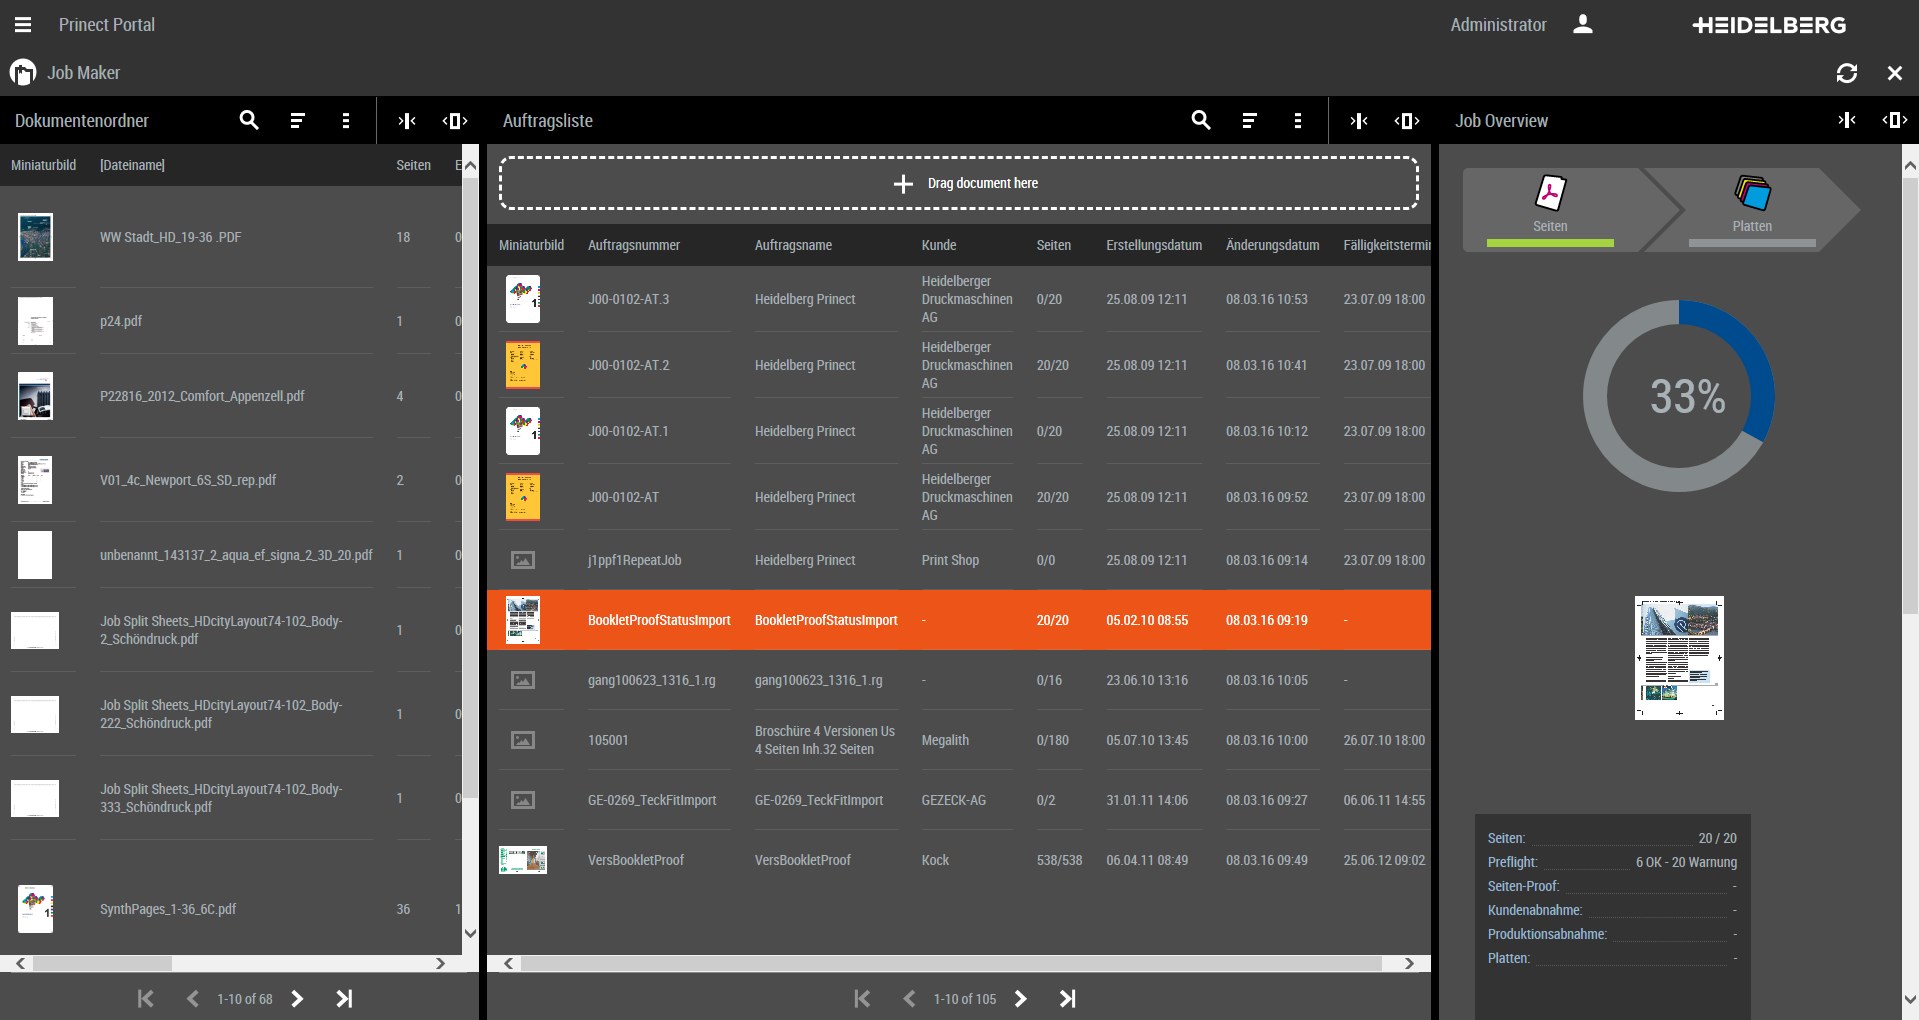 Prinect Portal
Administrator
HEIDELBERG
Job Maker
Dokumentenordner
Miniaturbild [Dateiname] Seiten E
WW Stadt_HD_19-36 .PDF 18 0
p24.pdf 1 0
P22816_2012_Comfort_Appenzell.pdf 4 0
V01_4c_Newport_6S_SD_rep.pdf 2 0
unbenannt_143137_2_aqua_ef_signa_2_3D_20.pdf 1 0
Job Split Sheets_HDcityLayout74-102_Body-
2_Schöndruck.pdf 1 0
Job Split Sheets_HDcityLayout74-102_Body-
222_Schöndruck.pdf 1 0
Job Split Sheets_HDcityLayout74-102_Body-
333_Schöndruck.pdf 1 0
SynthPages_1-36_6C.pdf 36 1
1-10 of 68
Auftragsliste
Drag document here
Miniaturbild Auftragsnummer Auftragsname Kunde Seiten Erstellungsdatum Änderungsdatum Fälligkeitstermin
J00-0102-AT.3 Heidelberg Prinect Heidelberger
Druckmaschinen
AG 0/20 25.08.09 12:11 08.03.16 10:53 23.07.09 18:00
J00-0102-AT.2 Heidelberg Prinect Heidelberger
Druckmaschinen
AG 20/20 25.08.09 12:11 08.03.16 10:41 23.07.09 18:00
J00-0102-AT.1 Heidelberg Prinect Heidelberger
Druckmaschinen
AG 0/20 25.08.09 12:11 08.03.16 10:12 23.07.09 18:00
J00-0102-AT Heidelberg Prinect Heidelberger
Druckmaschinen
AG 20/20 25.08.09 12:11 08.03.16 09:52 23.07.09 18:00
j1ppf1RepeatJob Heidelberg Prinect Print Shop 0/0 25.08.09 12:11 08.03.16 09:14 23.07.09 18:00
BookletProofStatusImport BookletProofStatusImport - 20/20 05.02.10 08:55 08.03.16 09:19 -
gang100623_1316_1.rg gang100623_1316_1.rg - 0/16 23.06.10 13:16 08.03.16 10:05 -
105001 Broschüre 4 Versionen Us
4 Seiten Inh.32 Seiten Megalith 0/180 05.07.10 13:45 08.03.16 10:00 26.07.10 18:00
GE-0269_TeckFitImport GE-0269_TeckFitImport GEZECK-AG 0/2 31.01.11 14:06 08.03.16 09:27 06.06.11 14:55
VersBookletProof VersBookletProof Kock 538/538 06.04.11 08:49 08.03.16 09:49 25.06.12 09:02
1-10 of 105
Job Overview
Seiten
Platten
33%
Seiten: 20 / 20
Preflight: 6 OK - 20 Warnung
Seiten-Proof: -
Kundenabnahme: -
Produktionsabnahme: -
Platten: -